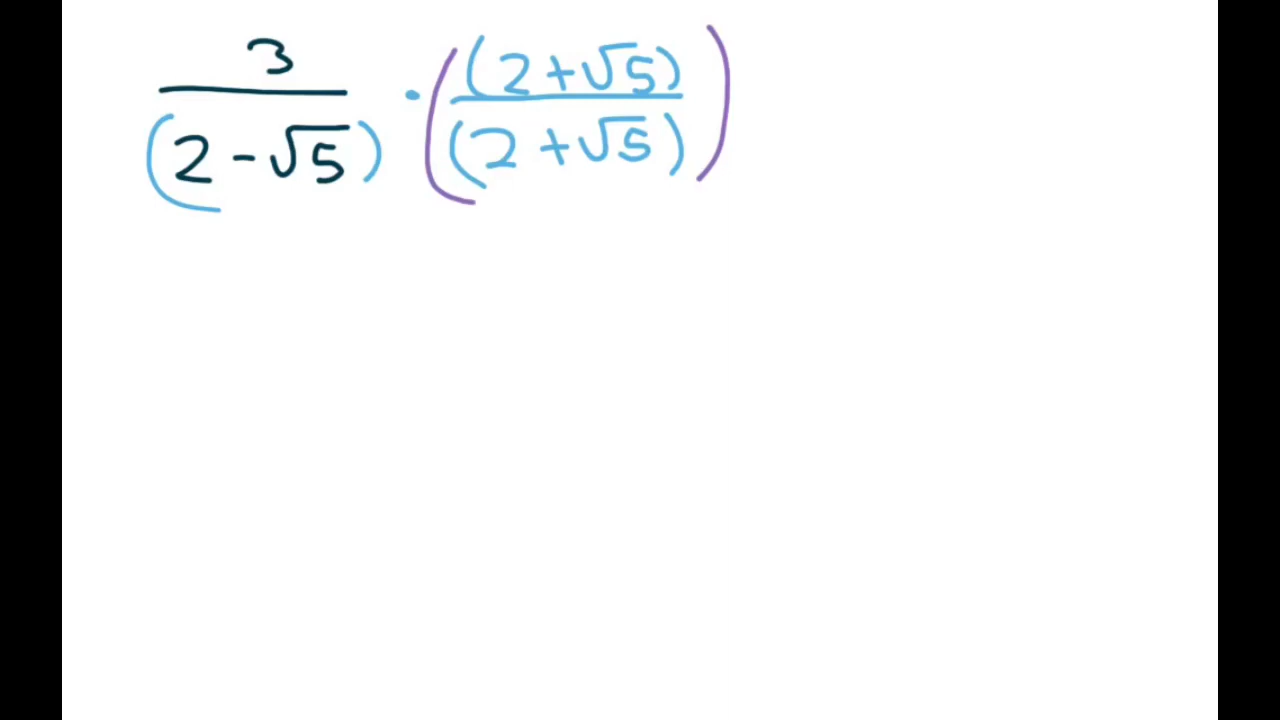 3/(2 - √5) · ((2 + √5)/(2 + √5))